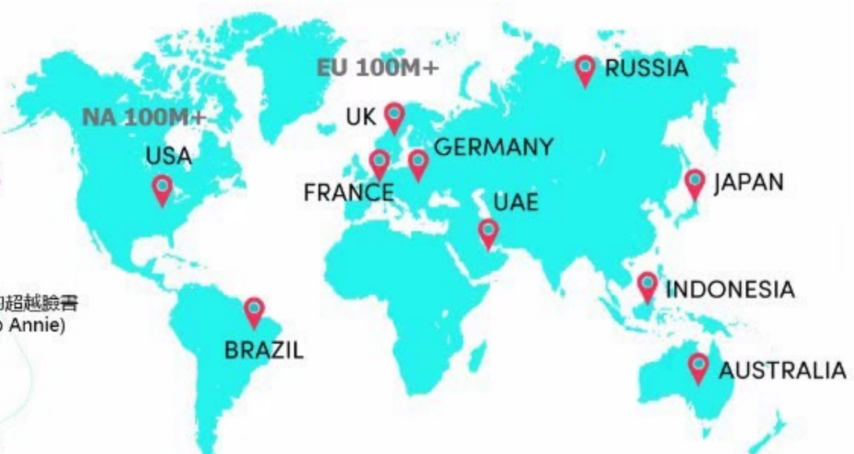 EU 100M+
RUSSIA
NA 100M+
UK
USA
GERMANY
FRANCE
JAPAN
UAE
INDONESIA
超越臉書
Annie)
BRAZIL
AUSTRALIA